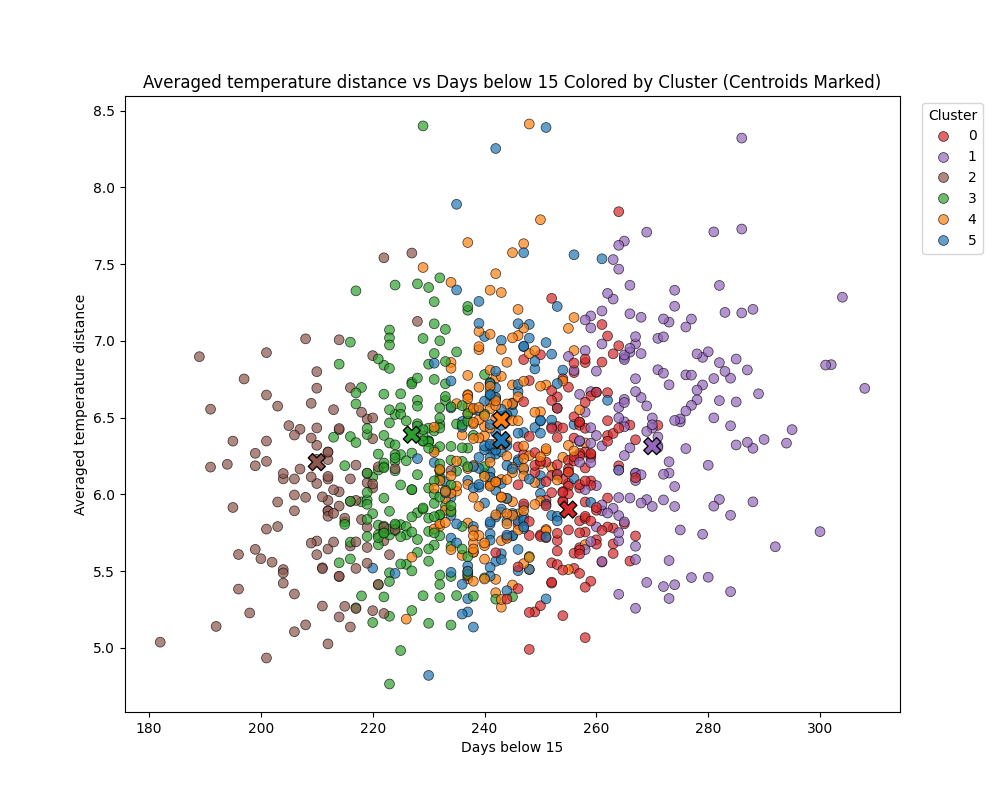 Averaged temperature distance vs Days below 15 Colored by Cluster (Centroids Marked)
Averaged temperature distance
8.5
8.0
7.5
7.0
6.5
6.0
5.5
5.0
180 200 220 240 260 280 300
Days below 15
Cluster
0
1
2
3
4
5